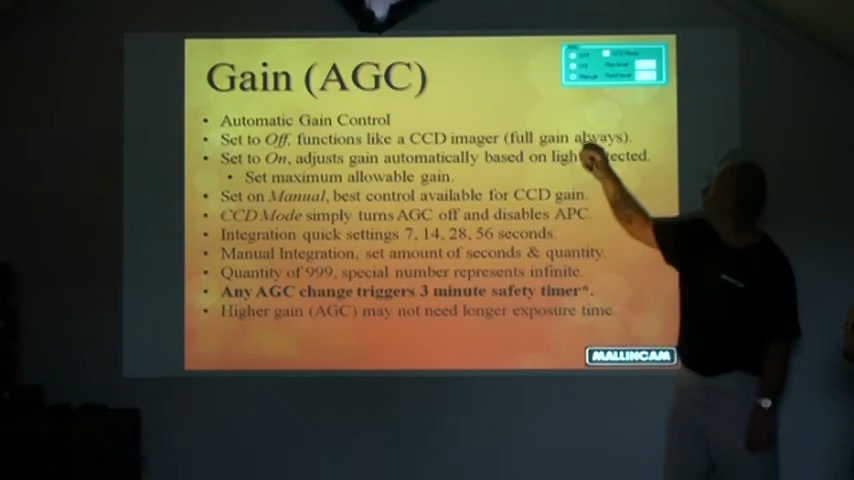 Gain (AGC)
• Automatic Gain Control
• Set to Off, functions like a CCD imager (full gain always).
• Set to On, adjusts gain automatically based on light detected.
• Set maximum allowable gain.
• Set on Manual, best control available for CCD gain.
• CCD Mode simply turns AGC off and disables APC.
• Integration quick settings 7, 14, 28, 56 seconds.
• Manual Integration, set amount of seconds & quantity.
• Quantity of 999, special number represents infinite.
• Any AGC change triggers 3 minute safety timer*.
• Higher gain (AGC) may not need longer exposure time.
Manual
MALLINCAM